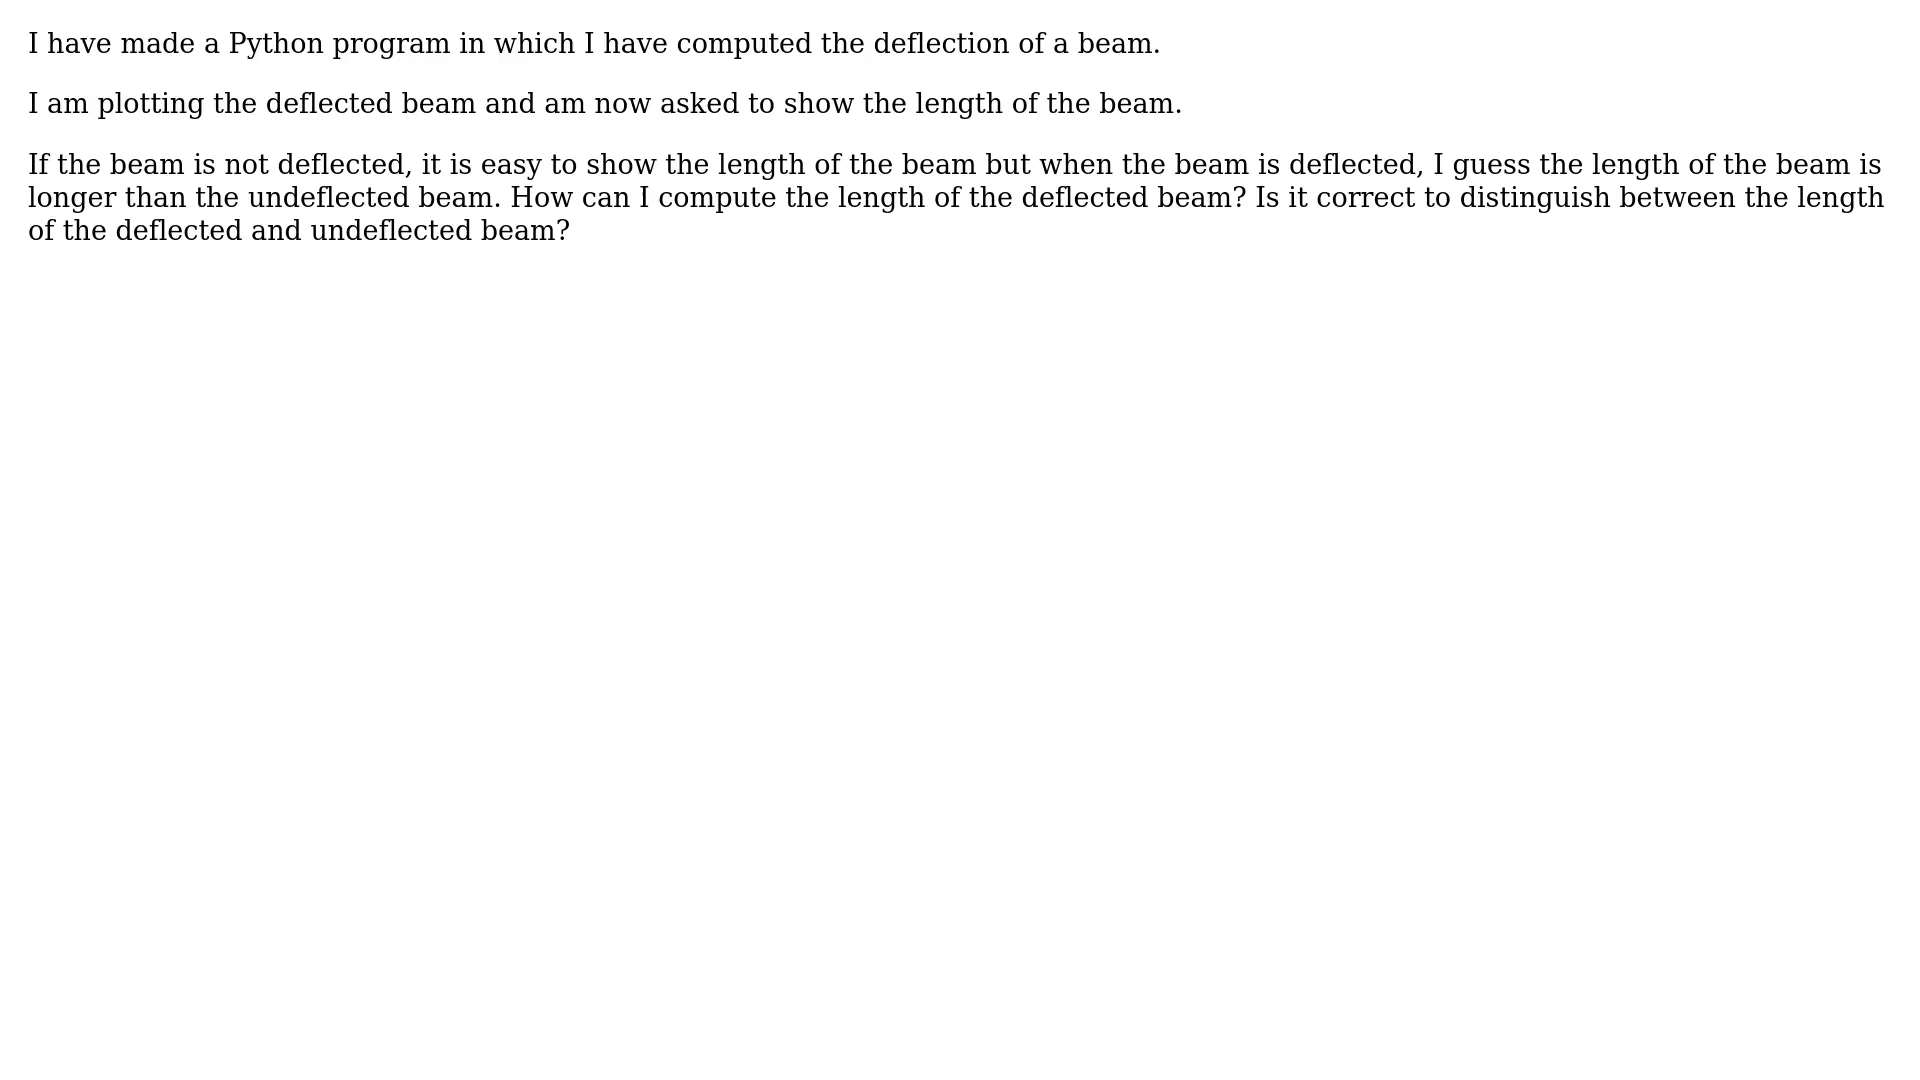 I have made a Python program in which I have computed the deflection of a beam.
I am plotting the deflected beam and am now asked to show the length of the beam.
If the beam is not deflected, it is easy to show the length of the beam but when the beam is deflected, I guess the length of the beam is
longer than the undeflected beam. How can I compute the length of the deflected beam? Is it correct to distinguish between the length
of the deflected and undeflected beam?